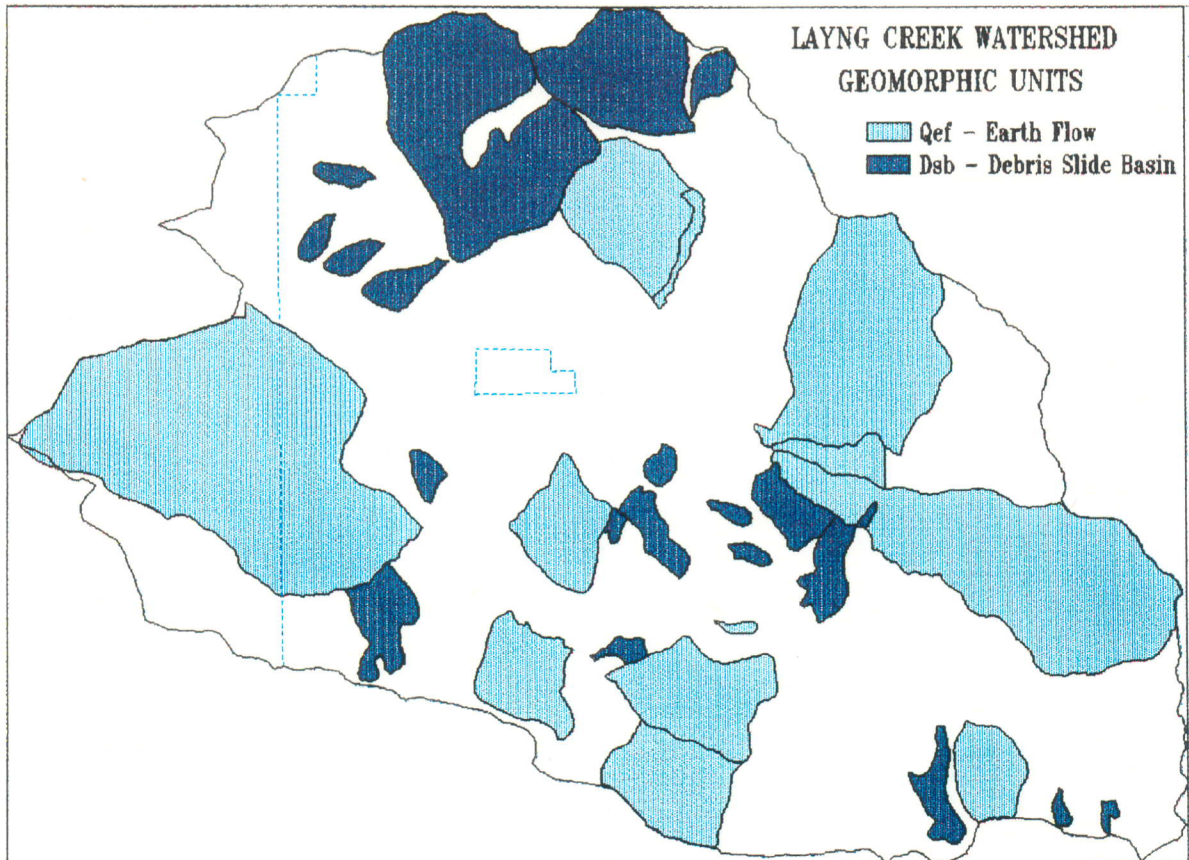 LAYNG CREEK WATERSHED
GEOMORPHIC UNITS
Qef - Earth Flow
Dsb - Debris Slide Basin